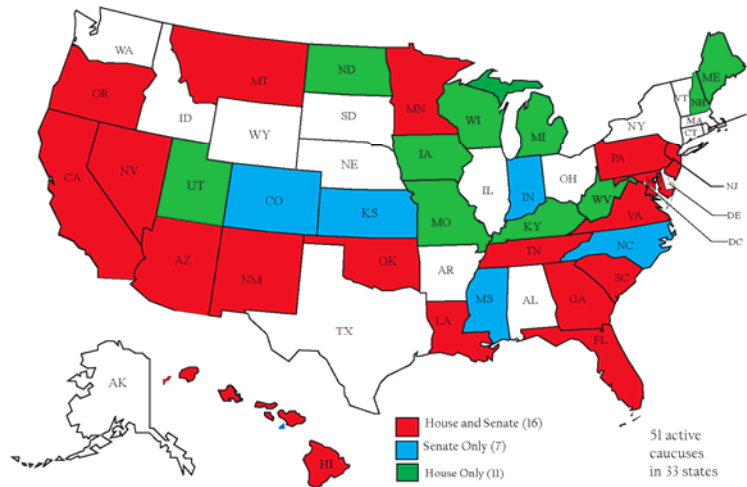 WA
OR
CA
NV
ID
MT
WY
UT
AZ
CO
NM
ND
SD
NE
KS
OK
TX
MN
IA
MO
AR
LA
WI
IL
MI
IN
OH
KY
TN
MS
AL
GA
FL
SC
NC
VA
WV
PA
NY
VT
NH
ME
MA
CT
NJ
DE
DC
AK
HI
House and Senate (16)
Senate Only (7)
House Only (11)
51 active
caucuses
in 33 states